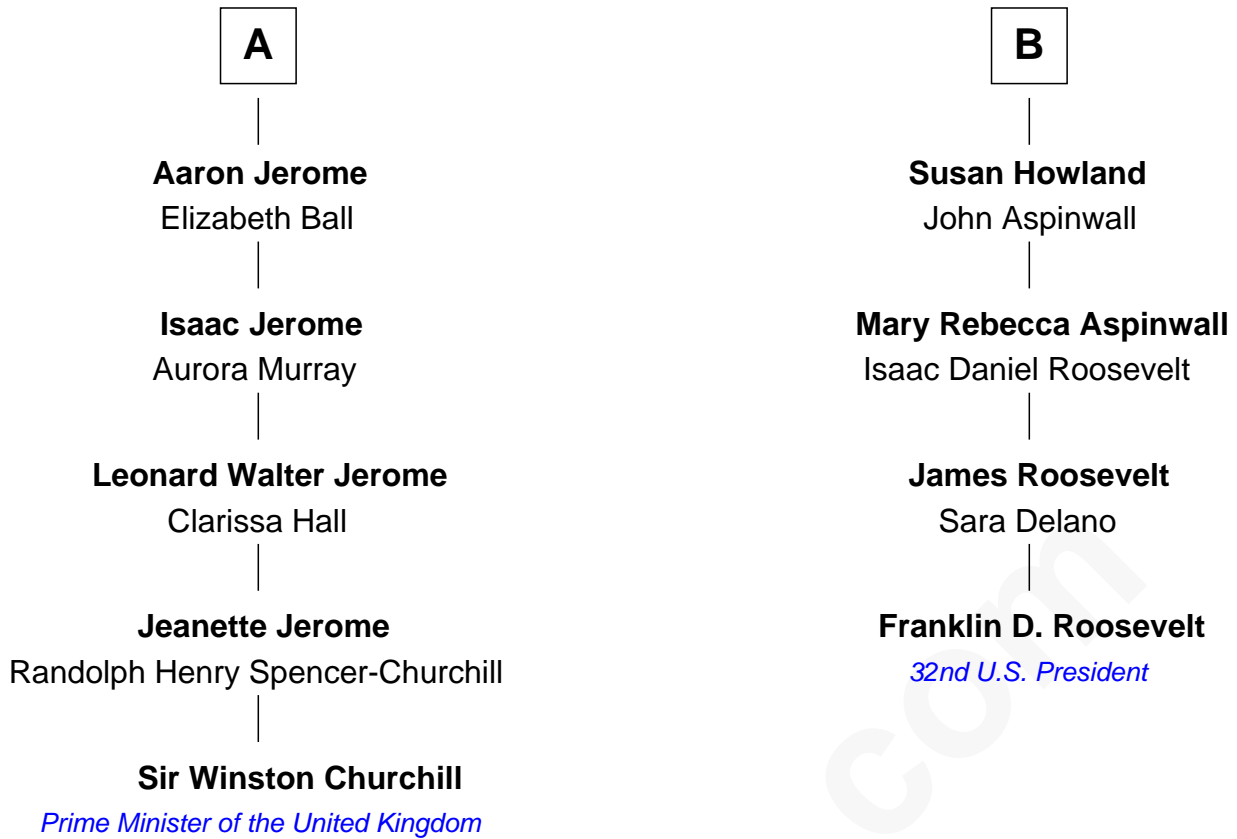 A
B
Aaron Jerome
Elizabeth Ball
Isaac Jerome
Aurora Murray
Leonard Walter Jerome
Clarissa Hall
Jeanette Jerome
Randolph Henry Spencer-Churchill
Sir Winston Churchill
Prime Minister of the United Kingdom
Susan Howland
John Aspinwall
Mary Rebecca Aspinwall
Isaac Daniel Roosevelt
James Roosevelt
Sara Delano
Franklin D. Roosevelt
32nd U.S. President
com